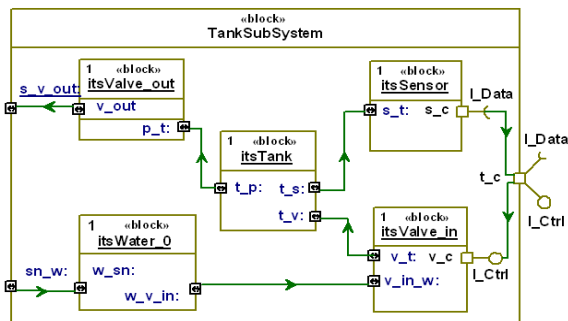 «block»
TankSubSystem
1 «block»
itsValve_out
s_v_out:
v_out
p_t:
1 «block»
itsSensor
s_t: s_c
I_Data
I_Data
1 «block»
itsTank
t_p: t_s:
t_v:
t_c
I_Ctrl
1 «block»
itsWater_0
sn_w:
w_sn:
w_v_in:
1 «block»
itsValve_in
v_t: v_c
v_in_w:
I_Ctrl